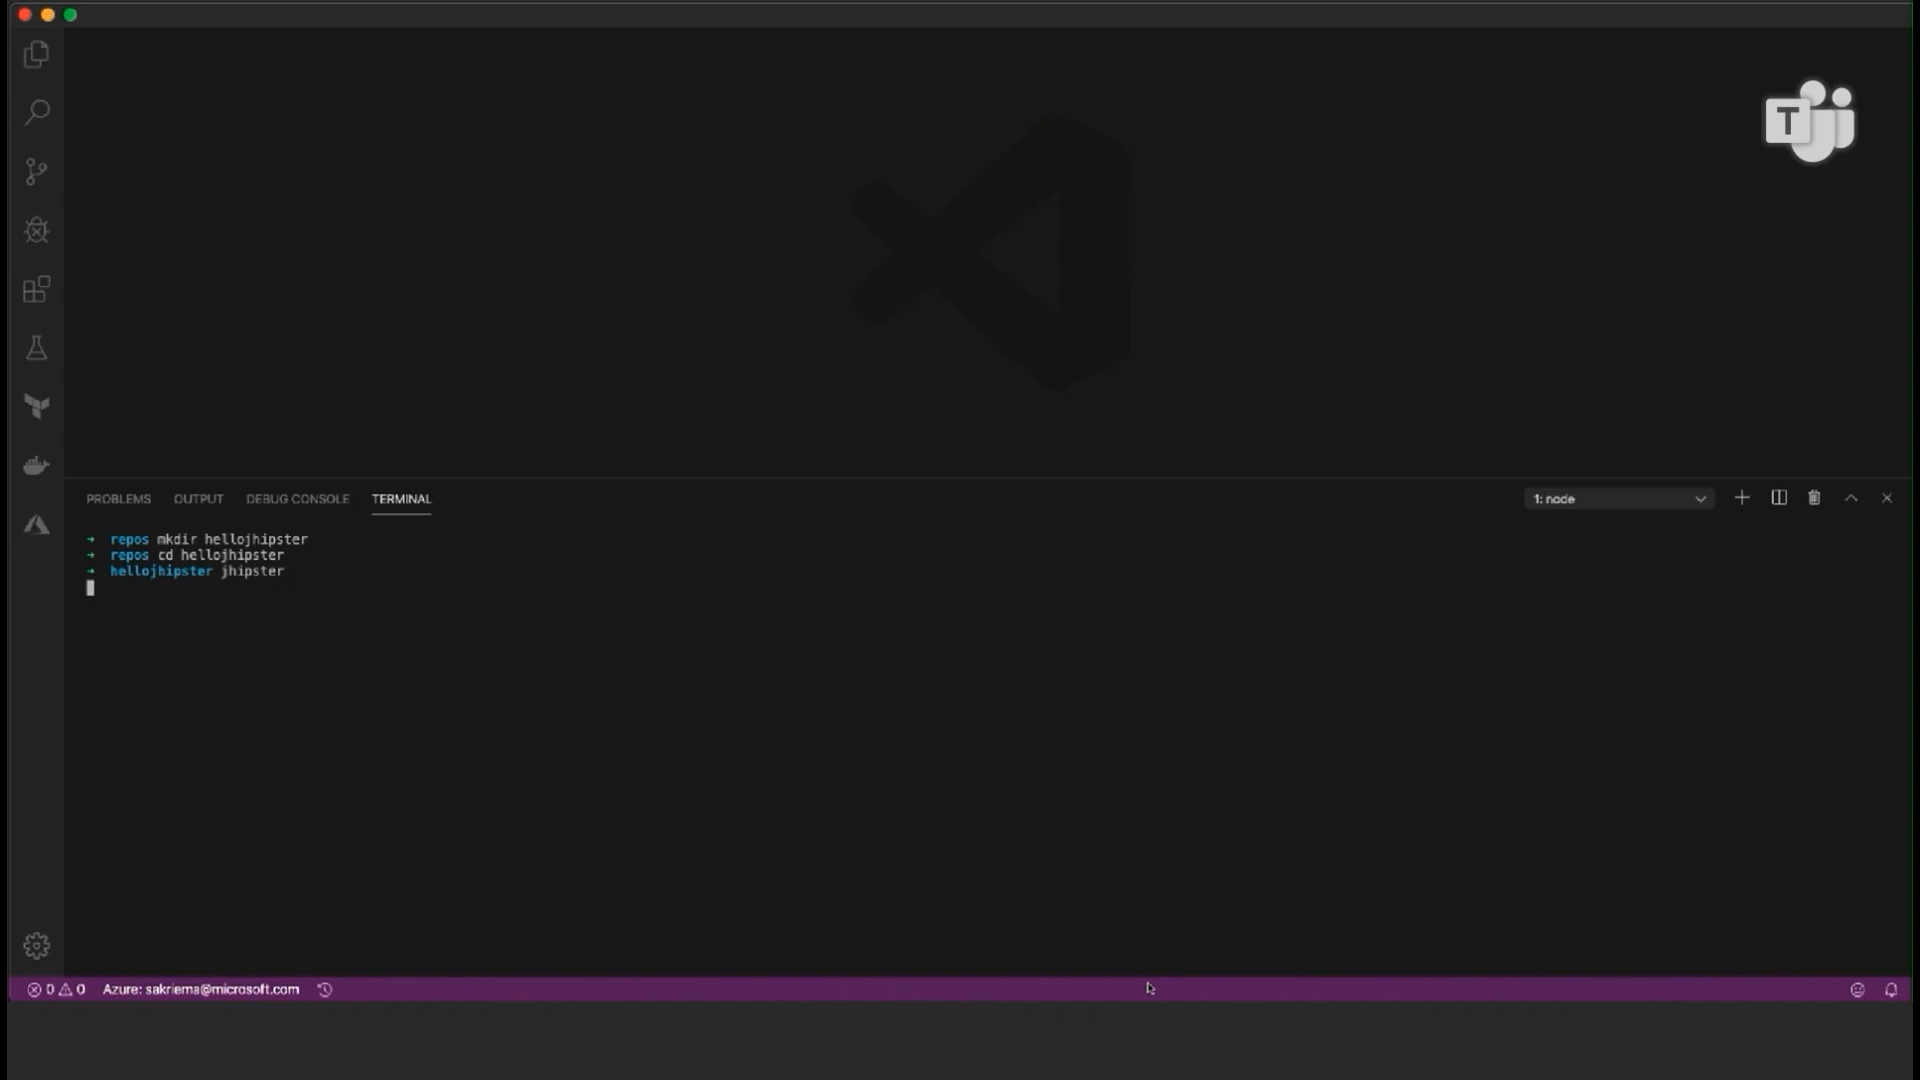 T
PROBLEMS OUTPUT DEBUG CONSOLE TERMINAL
1: node
→ repos mkdir hellojhipster
→ repos cd hellojhipster
→ hellojhipster jhipster
0 0 Azure: sakriema@microsoft.com